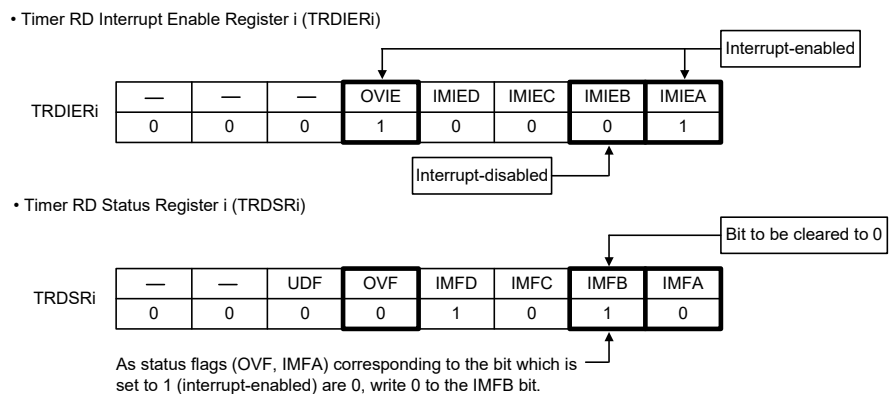 • Timer RD Interrupt Enable Register i (TRDIERi)
Interrupt-enabled
TRDIERi
— — — OVIE IMIED IMIEC IMIEB IMIEA
0 0 0 1 0 0 0 1
Interrupt-disabled
• Timer RD Status Register i (TRDSRi)
Bit to be cleared to 0
TRDSRi
— — UDF OVF IMFD IMFC IMFB IMFA
0 0 0 0 1 0 1 0
As status flags (OVF, IMFA) corresponding to the bit which is
set to 1 (interrupt-enabled) are 0, write 0 to the IMFB bit.